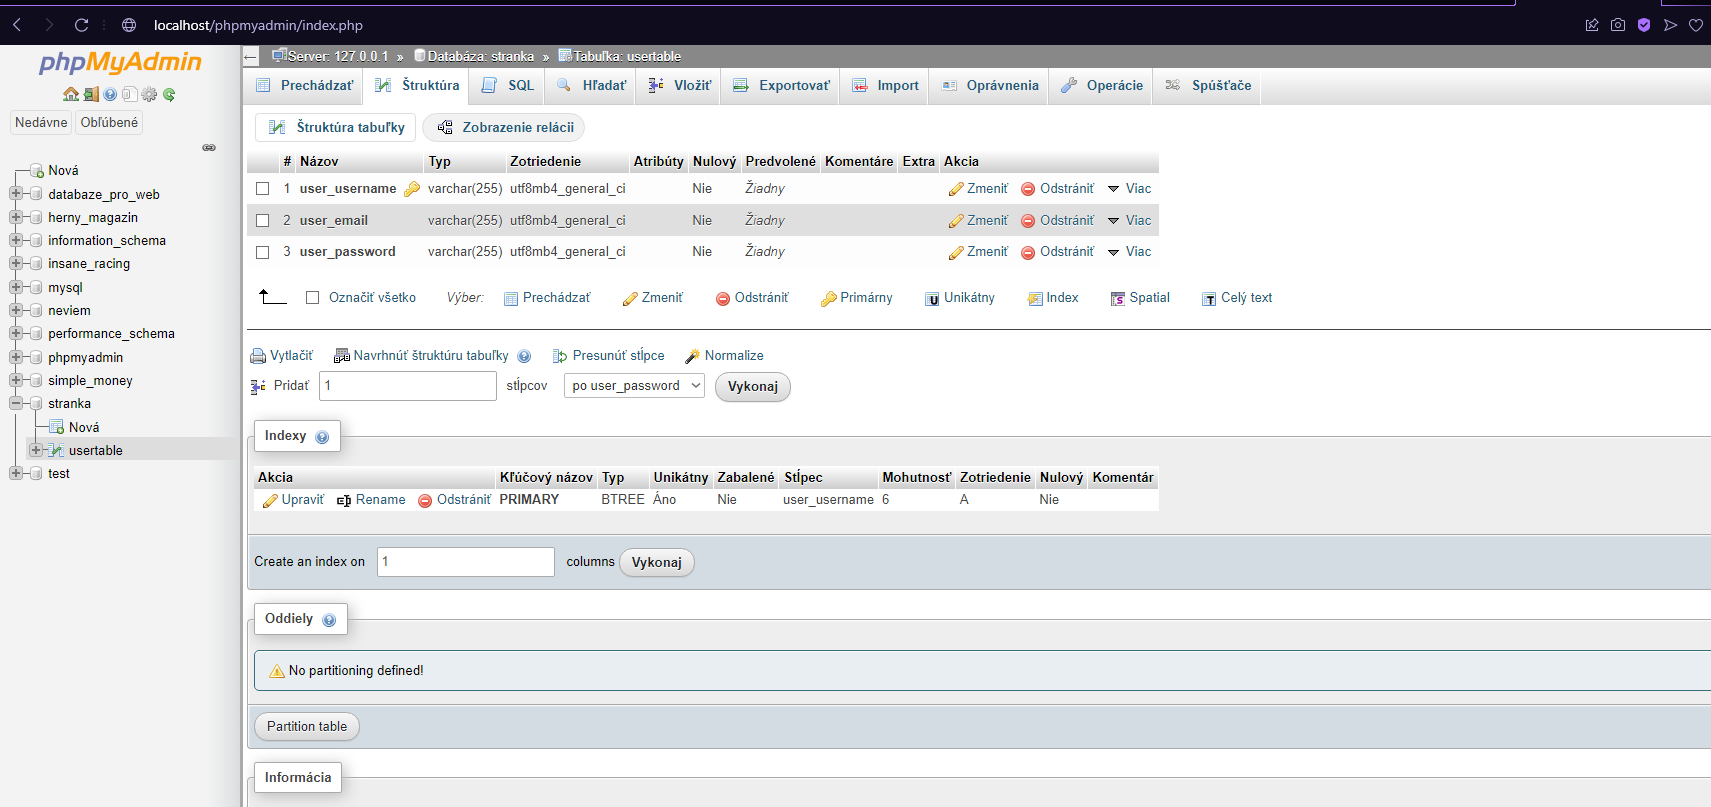 localhost/phpmyadmin/index.php
phpMyAdmin
Nedávne Obľúbené
Nová
databaze_pro_web
herny_magazin
information_schema
insane_racing
mysql
neviem
performance_schema
phpmyadmin
simple_money
stranka
Nová
usertable
test
Server: 127.0.0.1 » Databáza: stranka » Tabuľka: usertable
Prechádzať Štruktúra SQL Hľadať Vložiť Exportovať Import Oprávnenia Operácie Spúšťače
Štruktúra tabuľky Zobrazenie relácii
# Názov Typ Zotriedenie Atribúty Nulový Predvolené Komentáre Extra Akcia
1 user_username varchar(255) utf8mb4_general_ci Nie Žiadny Zmeniť Odstrániť Viac
2 user_email varchar(255) utf8mb4_general_ci Nie Žiadny Zmeniť Odstrániť Viac
3 user_password varchar(255) utf8mb4_general_ci Nie Žiadny Zmeniť Odstrániť Viac
Označiť všetko Výber: Prechádzať Zmeniť Odstrániť Primárny Unikátny Index Spatial Celý text
Vytlačiť Navrhnúť štruktúru tabuľky Presunúť stĺpce Normalize
Pridať 1 stĺpcov po user_password Vykonaj
Indexy
Akcia Kľúčový názov Typ Unikátny Zabalené Stĺpec Mohutnosť Zotriedenie Nulový Komentár
Upraviť Rename Odstrániť PRIMARY BTREE Áno Nie user_username 6 A Nie
Create an index on 1 columns Vykonaj
Oddiely
No partitioning defined!
Partition table
Informácia